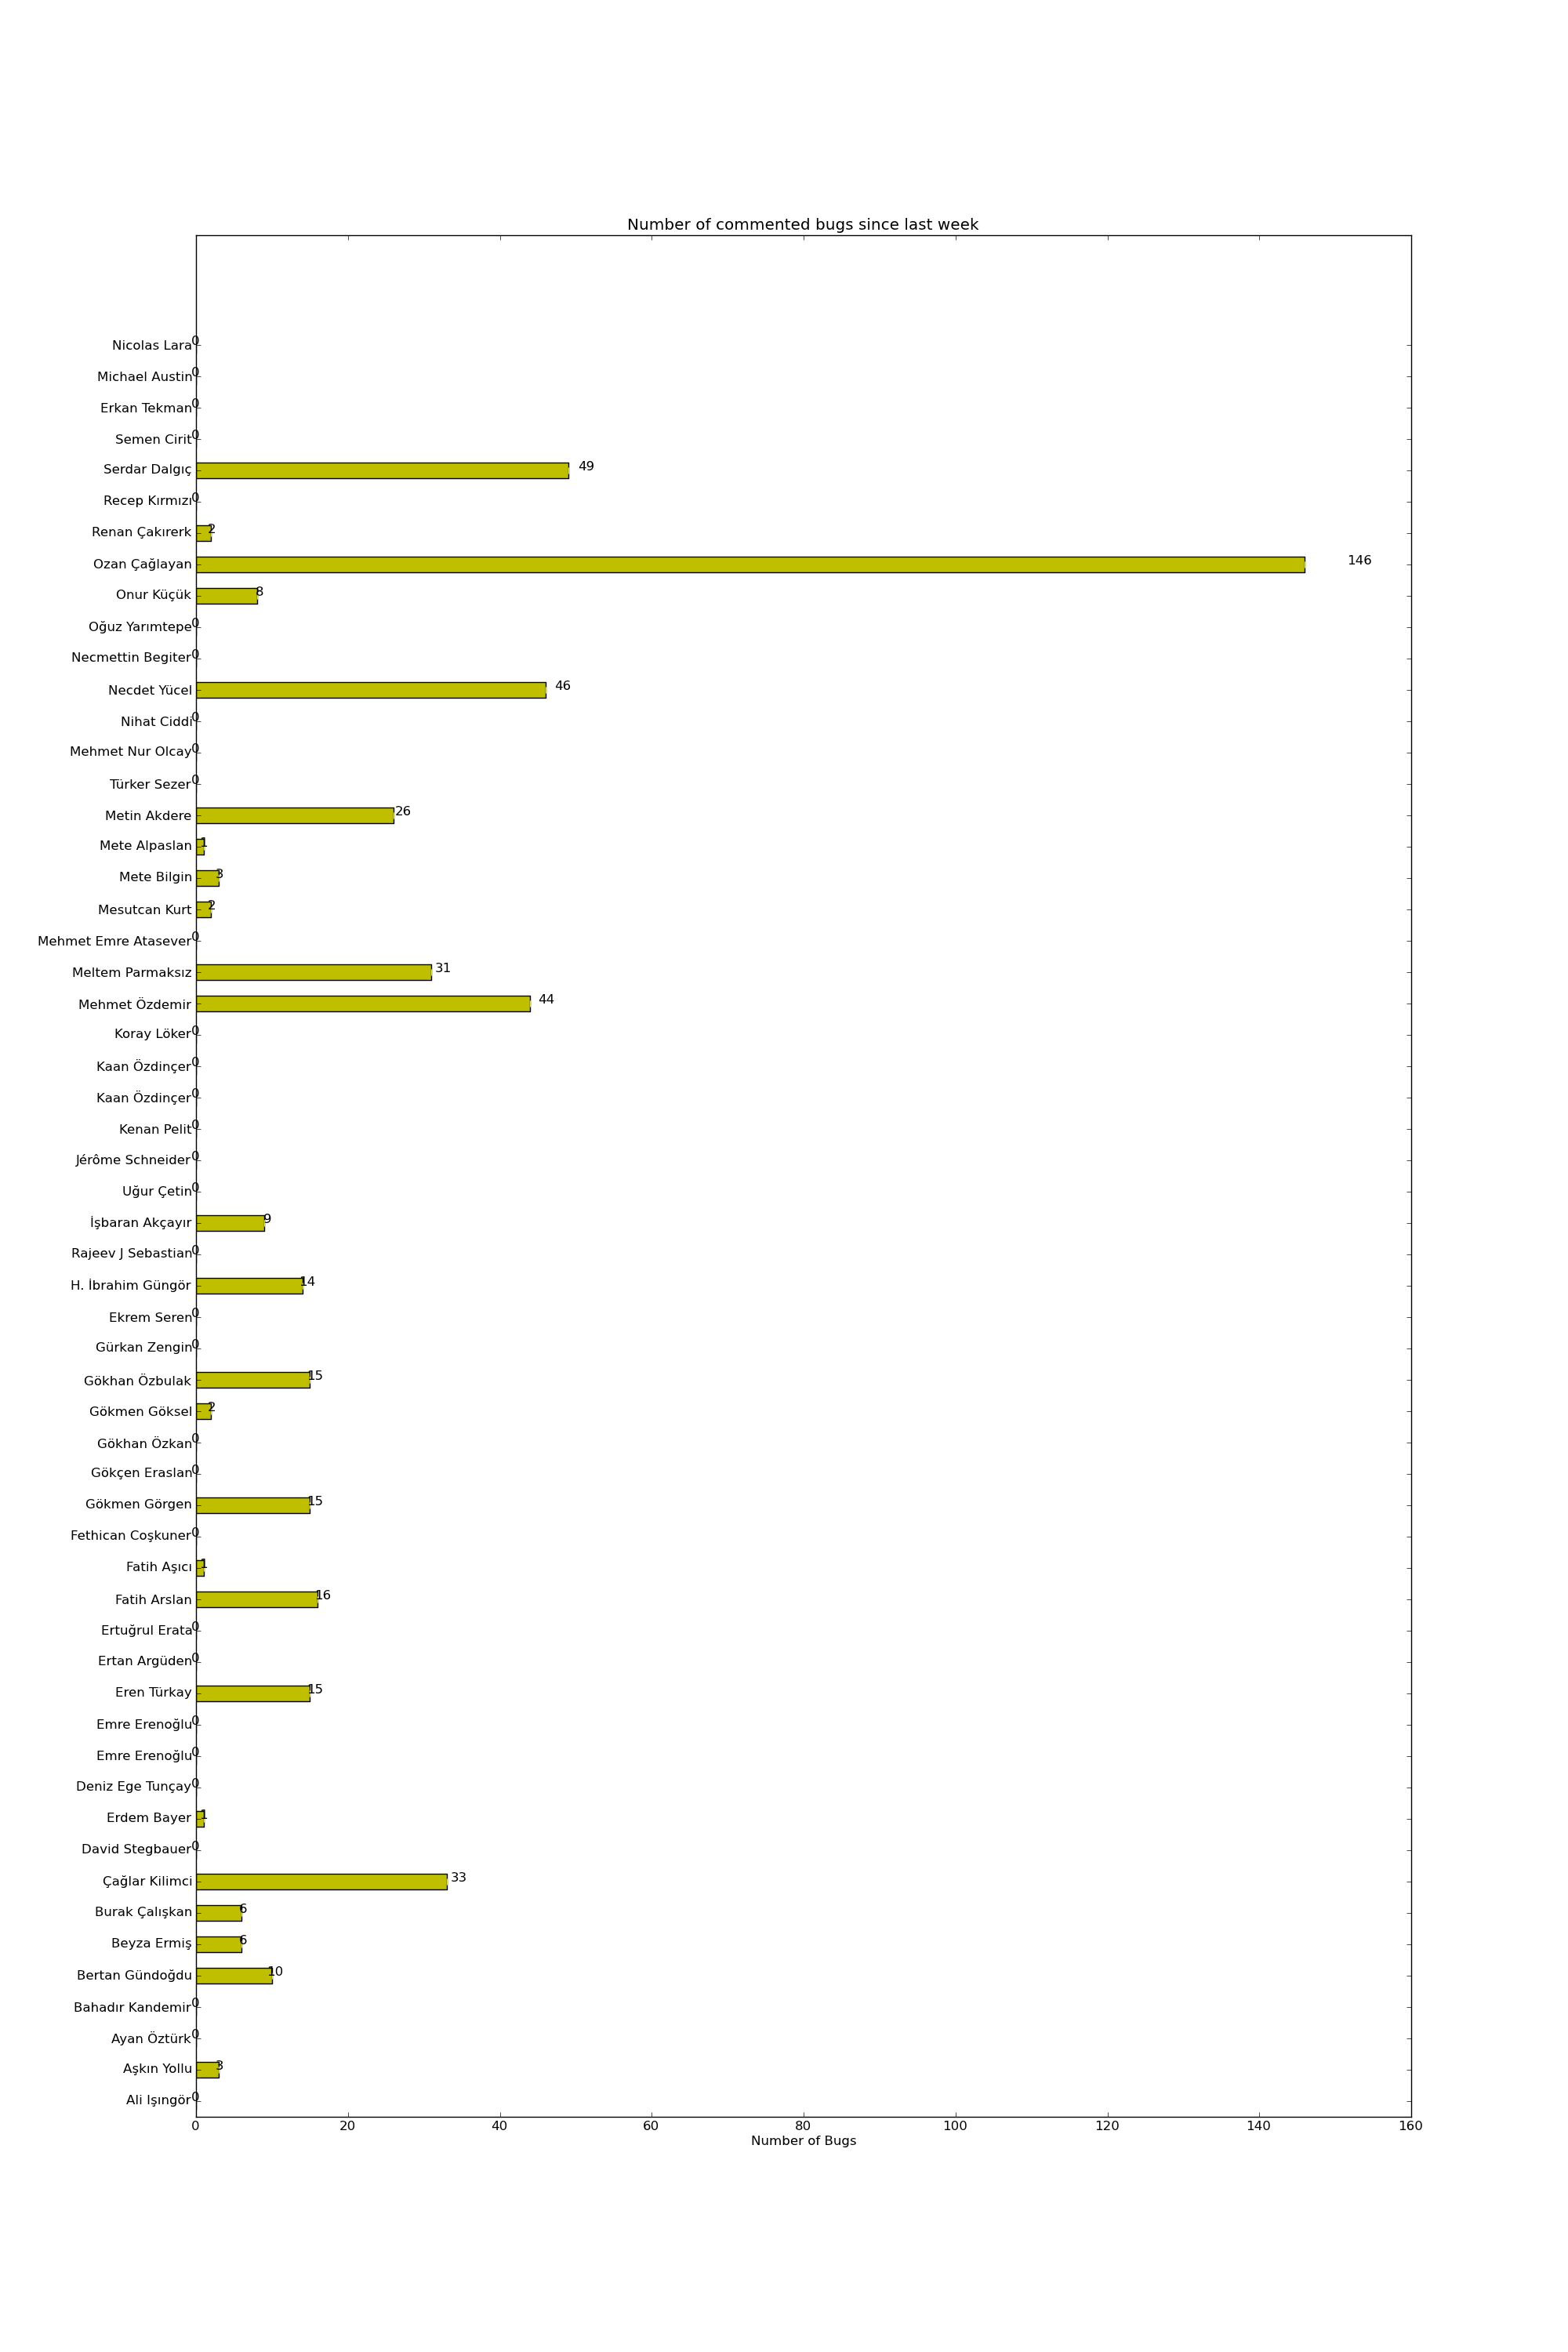 Number of commented bugs since last week
Nicolas Lara 0
Michael Austin 0
Erkan Tekman 0
Semen Cirit 0
Serdar Dalgıç 49
Recep Kırmızı 0
Renan Çakırerk 2
Ozan Çağlayan 146
Onur Küçük 8
Oğuz Yarımtepe 0
Necmettin Begiter 0
Necdet Yücel 46
Nihat Ciddi 0
Mehmet Nur Olcay 0
Türker Sezer 0
Metin Akdere 26
Mete Alpaslan 1
Mete Bilgin 3
Mesutcan Kurt 2
Mehmet Emre Atasever 0
Meltem Parmaksız 31
Mehmet Özdemir 44
Koray Löker 0
Kaan Özdinçer 0
Kaan Özdinçer 0
Kenan Pelit 0
Jérôme Schneider 0
Uğur Çetin 0
İşbaran Akçayır 9
Rajeev J Sebastian 0
H. İbrahim Güngör 14
Ekrem Seren 0
Gürkan Zengin 0
Gökhan Özbulak 15
Gökmen Göksel 2
Gökhan Özkan 0
Gökçen Eraslan 0
Gökmen Görgen 15
Fethican Coşkuner 0
Fatih Aşıcı 1
Fatih Arslan 16
Ertuğrul Erata 0
Ertan Argüden 0
Eren Türkay 15
Emre Erenoğlu 0
Emre Erenoğlu 0
Deniz Ege Tunçay 0
Erdem Bayer 1
David Stegbauer 0
Çağlar Kilimci 33
Burak Çalışkan 6
Beyza Ermiş 6
Bertan Gündoğdu 10
Bahadır Kandemir 0
Ayan Öztürk 0
Aşkın Yollu 3
Ali Işıngör 0
0 20 40 60 80 100 120 140 160
Number of Bugs